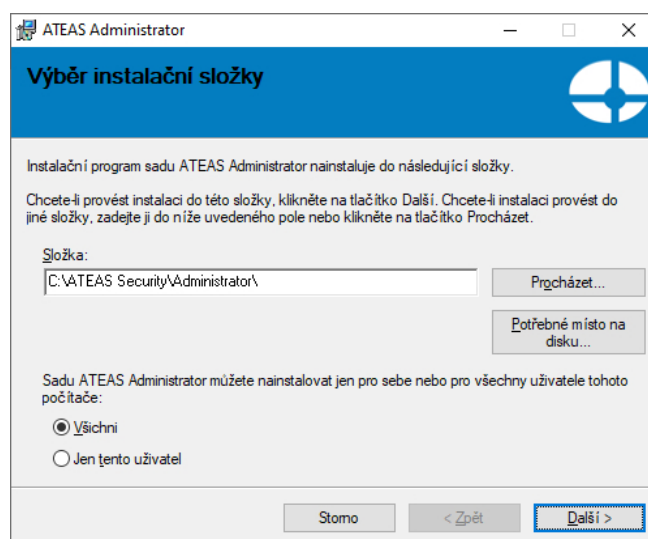 ATEAS Administrator
Výběr instalační složky
Instalační program sadu ATEAS Administrator nainstaluje do následující složky.
Chcete-li provést instalaci do této složky, klikněte na tlačítko Další. Chcete-li instalaci provést do
jiné složky, zadejte ji do níže uvedeného pole nebo klikněte na tlačítko Procházet.
Složka:
C:\ATEAS Security\Administrator\
Procházet...
Potřebné místo na
disku...
Sadu ATEAS Administrator můžete nainstalovat jen pro sebe nebo pro všechny uživatele tohoto
počítače:
Všichni
Jen tento uživatel
Storno
< Zpět
Další >